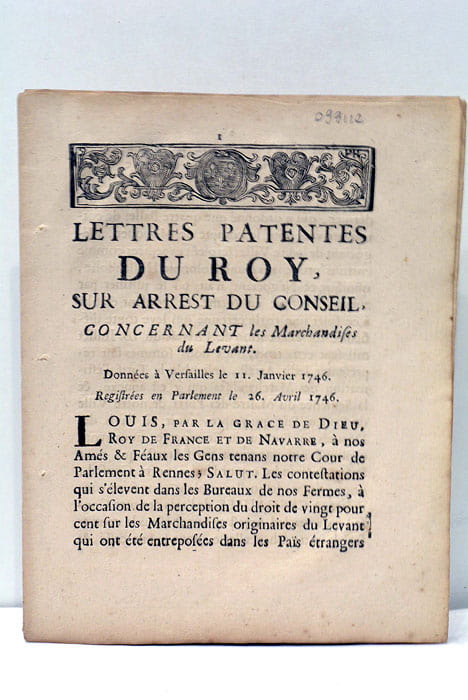 099112
1
LETTRES PATENTES
DU ROY,
SUR ARREST DU CONSEIL,
CONCERNANT les Marchandiſes
du Levant.
Données à Verſailles le 11. Janvier 1746.
Regiſtrées en Parlement le 26. Avril 1746.
LOUIS, PAR LA GRACE DE DIEU,
ROY DE FRANCE ET DE NAVARRE, à nos
Amés & Féaux les Gens tenans notre Cour de
Parlement à Rennes; SALUT. Les conteſtations
qui s'élevent dans les Bureaux de nos Fermes, à
l'occaſion de la perception du droit de vingt pour
cent ſur les Marchandiſes originaires du Levant
qui ont été entrepoſées dans les Païs étrangers